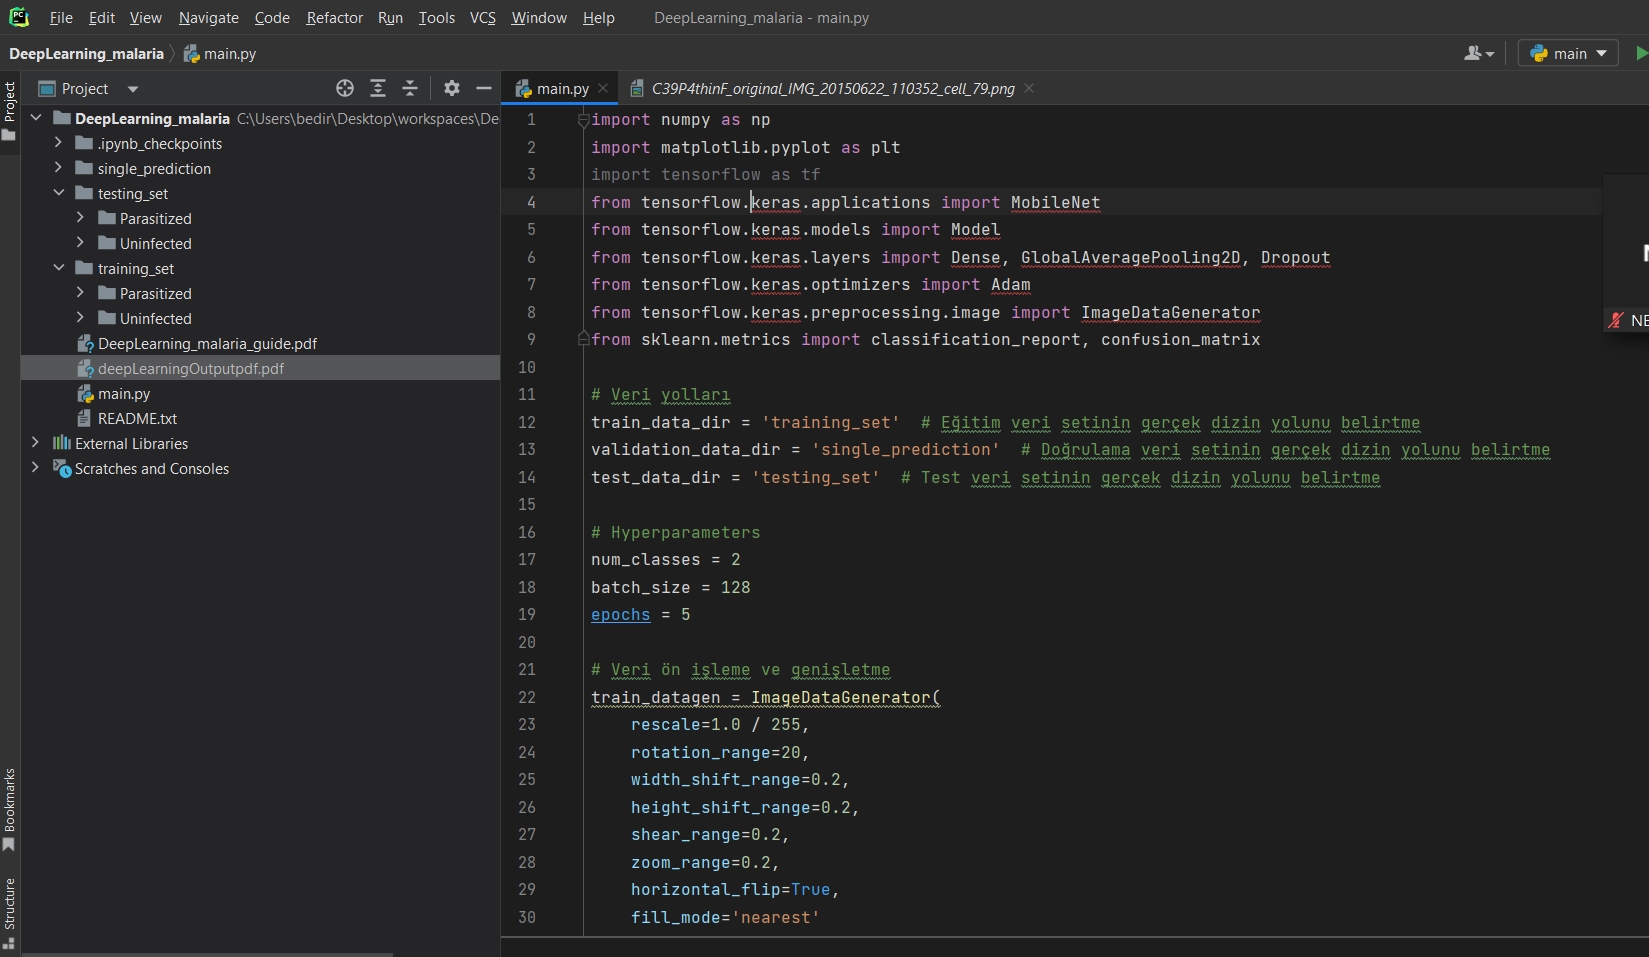 PC
File Edit View Navigate Code Refactor Run Tools VCS Window Help DeepLearning_malaria - main.py
DeepLearning_malaria main.py
main
Project
Project
main.py
C39P4thinF_original_IMG_20150622_110352_cell_79.png
DeepLearning_malaria C:\Users\bedir\Desktop\workspaces\De
.ipynb_checkpoints
single_prediction
testing_set
Parasitized
Uninfected
training_set
Parasitized
Uninfected
DeepLearning_malaria_guide.pdf
deepLearningOutputpdf.pdf
main.py
README.txt
External Libraries
Scratches and Consoles
Bookmarks
Structure
1 import numpy as np
2 import matplotlib.pyplot as plt
3 import tensorflow as tf
4 from tensorflow.keras.applications import MobileNet
5 from tensorflow.keras.models import Model
6 from tensorflow.keras.layers import Dense, GlobalAveragePooling2D, Dropout
7 from tensorflow.keras.optimizers import Adam
8 from tensorflow.keras.preprocessing.image import ImageDataGenerator
9 from sklearn.metrics import classification_report, confusion_matrix
10
11 # Veri yolları
12 train_data_dir = 'training_set'  # Eğitim veri setinin gerçek dizin yolunu belirtme
13 validation_data_dir = 'single_prediction'  # Doğrulama veri setinin gerçek dizin yolunu belirtme
14 test_data_dir = 'testing_set'  # Test veri setinin gerçek dizin yolunu belirtme
15
16 # Hyperparameters
17 num_classes = 2
18 batch_size = 128
19 epochs = 5
20
21 # Veri ön işleme ve genişletme
22 train_datagen = ImageDataGenerator(
23     rescale=1.0 / 255,
24     rotation_range=20,
25     width_shift_range=0.2,
26     height_shift_range=0.2,
27     shear_range=0.2,
28     zoom_range=0.2,
29     horizontal_flip=True,
30     fill_mode='nearest'